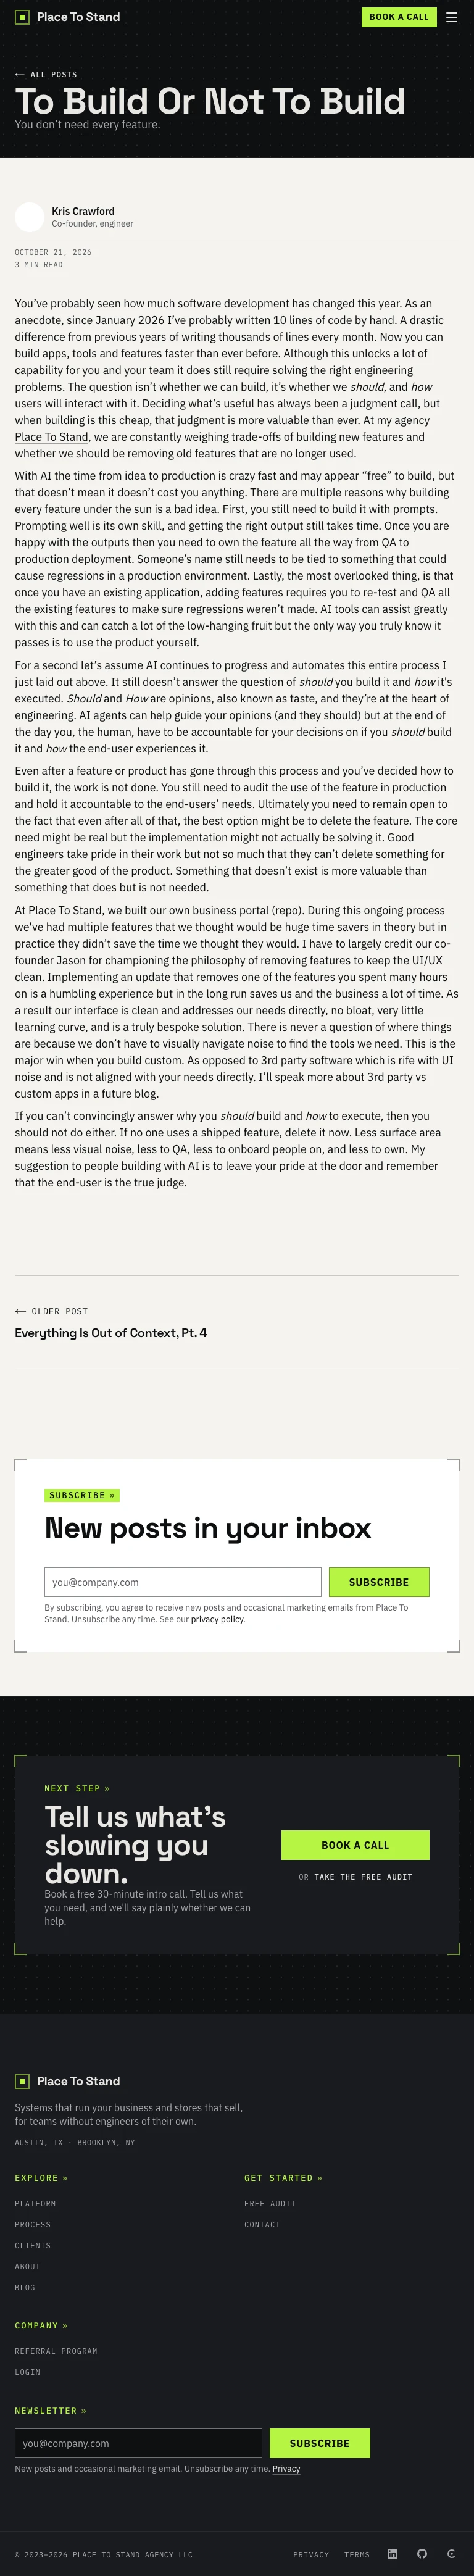 Place To Stand
BOOK A CALL
← ALL POSTS
To Build Or Not To Build
You don’t need every feature.
Kris Crawford
Co-founder, engineer
OCTOBER 21, 2026
3 MIN READ
You’ve probably seen how much software development has changed this year. As an
anecdote, since January 2026 I’ve probably written 10 lines of code by hand. A drastic
difference from previous years of writing thousands of lines every month. Now you can
build apps, tools and features faster than ever before. Although this unlocks a lot of
capability for you and your team it does still require solving the right engineering
problems. The question isn’t whether we can build, it’s whether we should, and how
users will interact with it. Deciding what’s useful has always been a judgment call, but
when building is this cheap, that judgment is more valuable than ever. At my agency
Place To Stand, we are constantly weighing trade-offs of building new features and
whether we should be removing old features that are no longer used.
With AI the time from idea to production is crazy fast and may appear “free” to build, but
that doesn’t mean it doesn’t cost you anything. There are multiple reasons why building
every feature under the sun is a bad idea. First, you still need to build it with prompts.
Prompting well is its own skill, and getting the right output still takes time. Once you are
happy with the outputs then you need to own the feature all the way from QA to
production deployment. Someone’s name still needs to be tied to something that could
cause regressions in a production environment. Lastly, the most overlooked thing, is that
once you have an existing application, adding features requires you to re-test and QA all
the existing features to make sure regressions weren’t made. AI tools can assist greatly
with this and can catch a lot of the low-hanging fruit but the only way you truly know it
passes is to use the product yourself.
For a second let’s assume AI continues to progress and automates this entire process I
just laid out above. It still doesn’t answer the question of should you build it and how it's
executed. Should and How are opinions, also known as taste, and they’re at the heart of
engineering. AI agents can help guide your opinions (and they should) but at the end of
the day you, the human, have to be accountable for your decisions on if you should build
it and how the end-user experiences it.
Even after a feature or product has gone through this process and you’ve decided how to
build it, the work is not done. You still need to audit the use of the feature in production
and hold it accountable to the end-users’ needs. Ultimately you need to remain open to
the fact that even after all of that, the best option might be to delete the feature. The core
need might be real but the implementation might not actually be solving it. Good
engineers take pride in their work but not so much that they can’t delete something for
the greater good of the product. Something that doesn’t exist is more valuable than
something that does but is not needed.
At Place To Stand, we built our own business portal (repo). During this ongoing process
we've had multiple features that we thought would be huge time savers in theory but in
practice they didn’t save the time we thought they would. I have to largely credit our co-
founder Jason for championing the philosophy of removing features to keep the UI/UX
clean. Implementing an update that removes one of the features you spent many hours
on is a humbling experience but in the long run saves us and the business a lot of time. As
a result our interface is clean and addresses our needs directly, no bloat, very little
learning curve, and is a truly bespoke solution. There is never a question of where things
are because we don’t have to visually navigate noise to find the tools we need. This is the
major win when you build custom. As opposed to 3rd party software which is rife with UI
noise and is not aligned with your needs directly. I’ll speak more about 3rd party vs
custom apps in a future blog.
If you can’t convincingly answer why you should build and how to execute, then you
should not do either. If no one uses a shipped feature, delete it now. Less surface area
means less visual noise, less to QA, less to onboard people on, and less to own. My
suggestion to people building with AI is to leave your pride at the door and remember
that the end-user is the true judge.
← OLDER POST
Everything Is Out of Context, Pt. 4
SUBSCRIBE »
New posts in your inbox
you@company.com
SUBSCRIBE
By subscribing, you agree to receive new posts and occasional marketing emails from Place To
Stand. Unsubscribe any time. See our privacy policy.
NEXT STEP »
Tell us what’s
slowing you
down.
Book a free 30-minute intro call. Tell us what
you need, and we’ll say plainly whether we can
help.
BOOK A CALL
OR TAKE THE FREE AUDIT
Place To Stand
Systems that run your business and stores that sell,
for teams without engineers of their own.
AUSTIN, TX · BROOKLYN, NY
EXPLORE »
PLATFORM
PROCESS
CLIENTS
ABOUT
BLOG
GET STARTED »
FREE AUDIT
CONTACT
COMPANY »
REFERRAL PROGRAM
LOGIN
NEWSLETTER »
you@company.com
SUBSCRIBE
New posts and occasional marketing email. Unsubscribe any time. Privacy
© 2023–2026 PLACE TO STAND AGENCY LLC
PRIVACY
TERMS